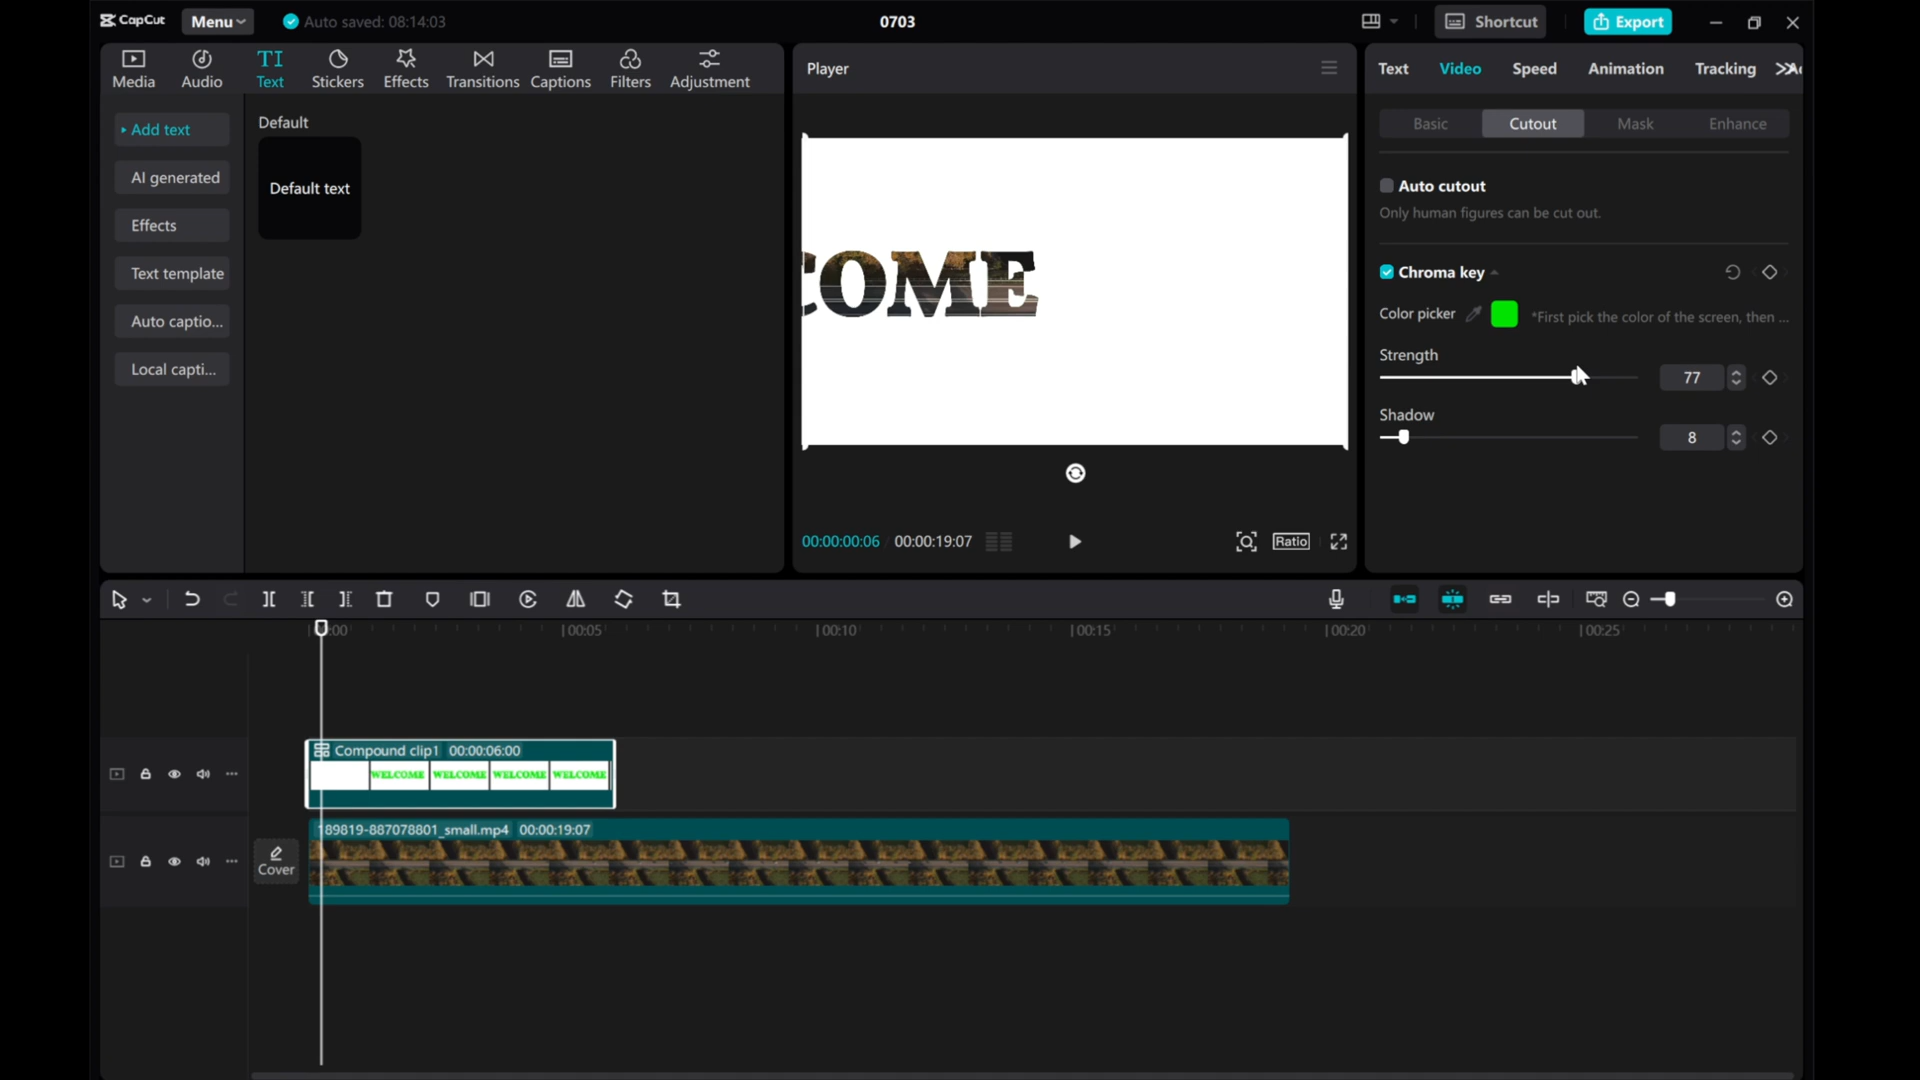 CapCut
Menu
Auto saved: 08:14:03
0703
Shortcut
Export
Media
Audio
TI
Text
Stickers
Effects
Transitions
Captions
Filters
Adjustment
Add text
AI generated
Effects
Text template
Auto captio...
Local capti...
Default
Default text
Player
COME
00:00:00:06
00:00:19:07
Ratio
Text
Video
Speed
Animation
Tracking
Basic
Cutout
Mask
Enhance
Auto cutout
Only human figures can be cut out.
Chroma key
Color picker
*First pick the color of the screen, then ...
Strength
77
Shadow
8
00:05
00:10
00:15
00:20
00:25
Compound clip1 00:00:06:00
WELCOME WELCOME WELCOME WELCOME
189819-887078801_small.mp4 00:00:19:07
Cover